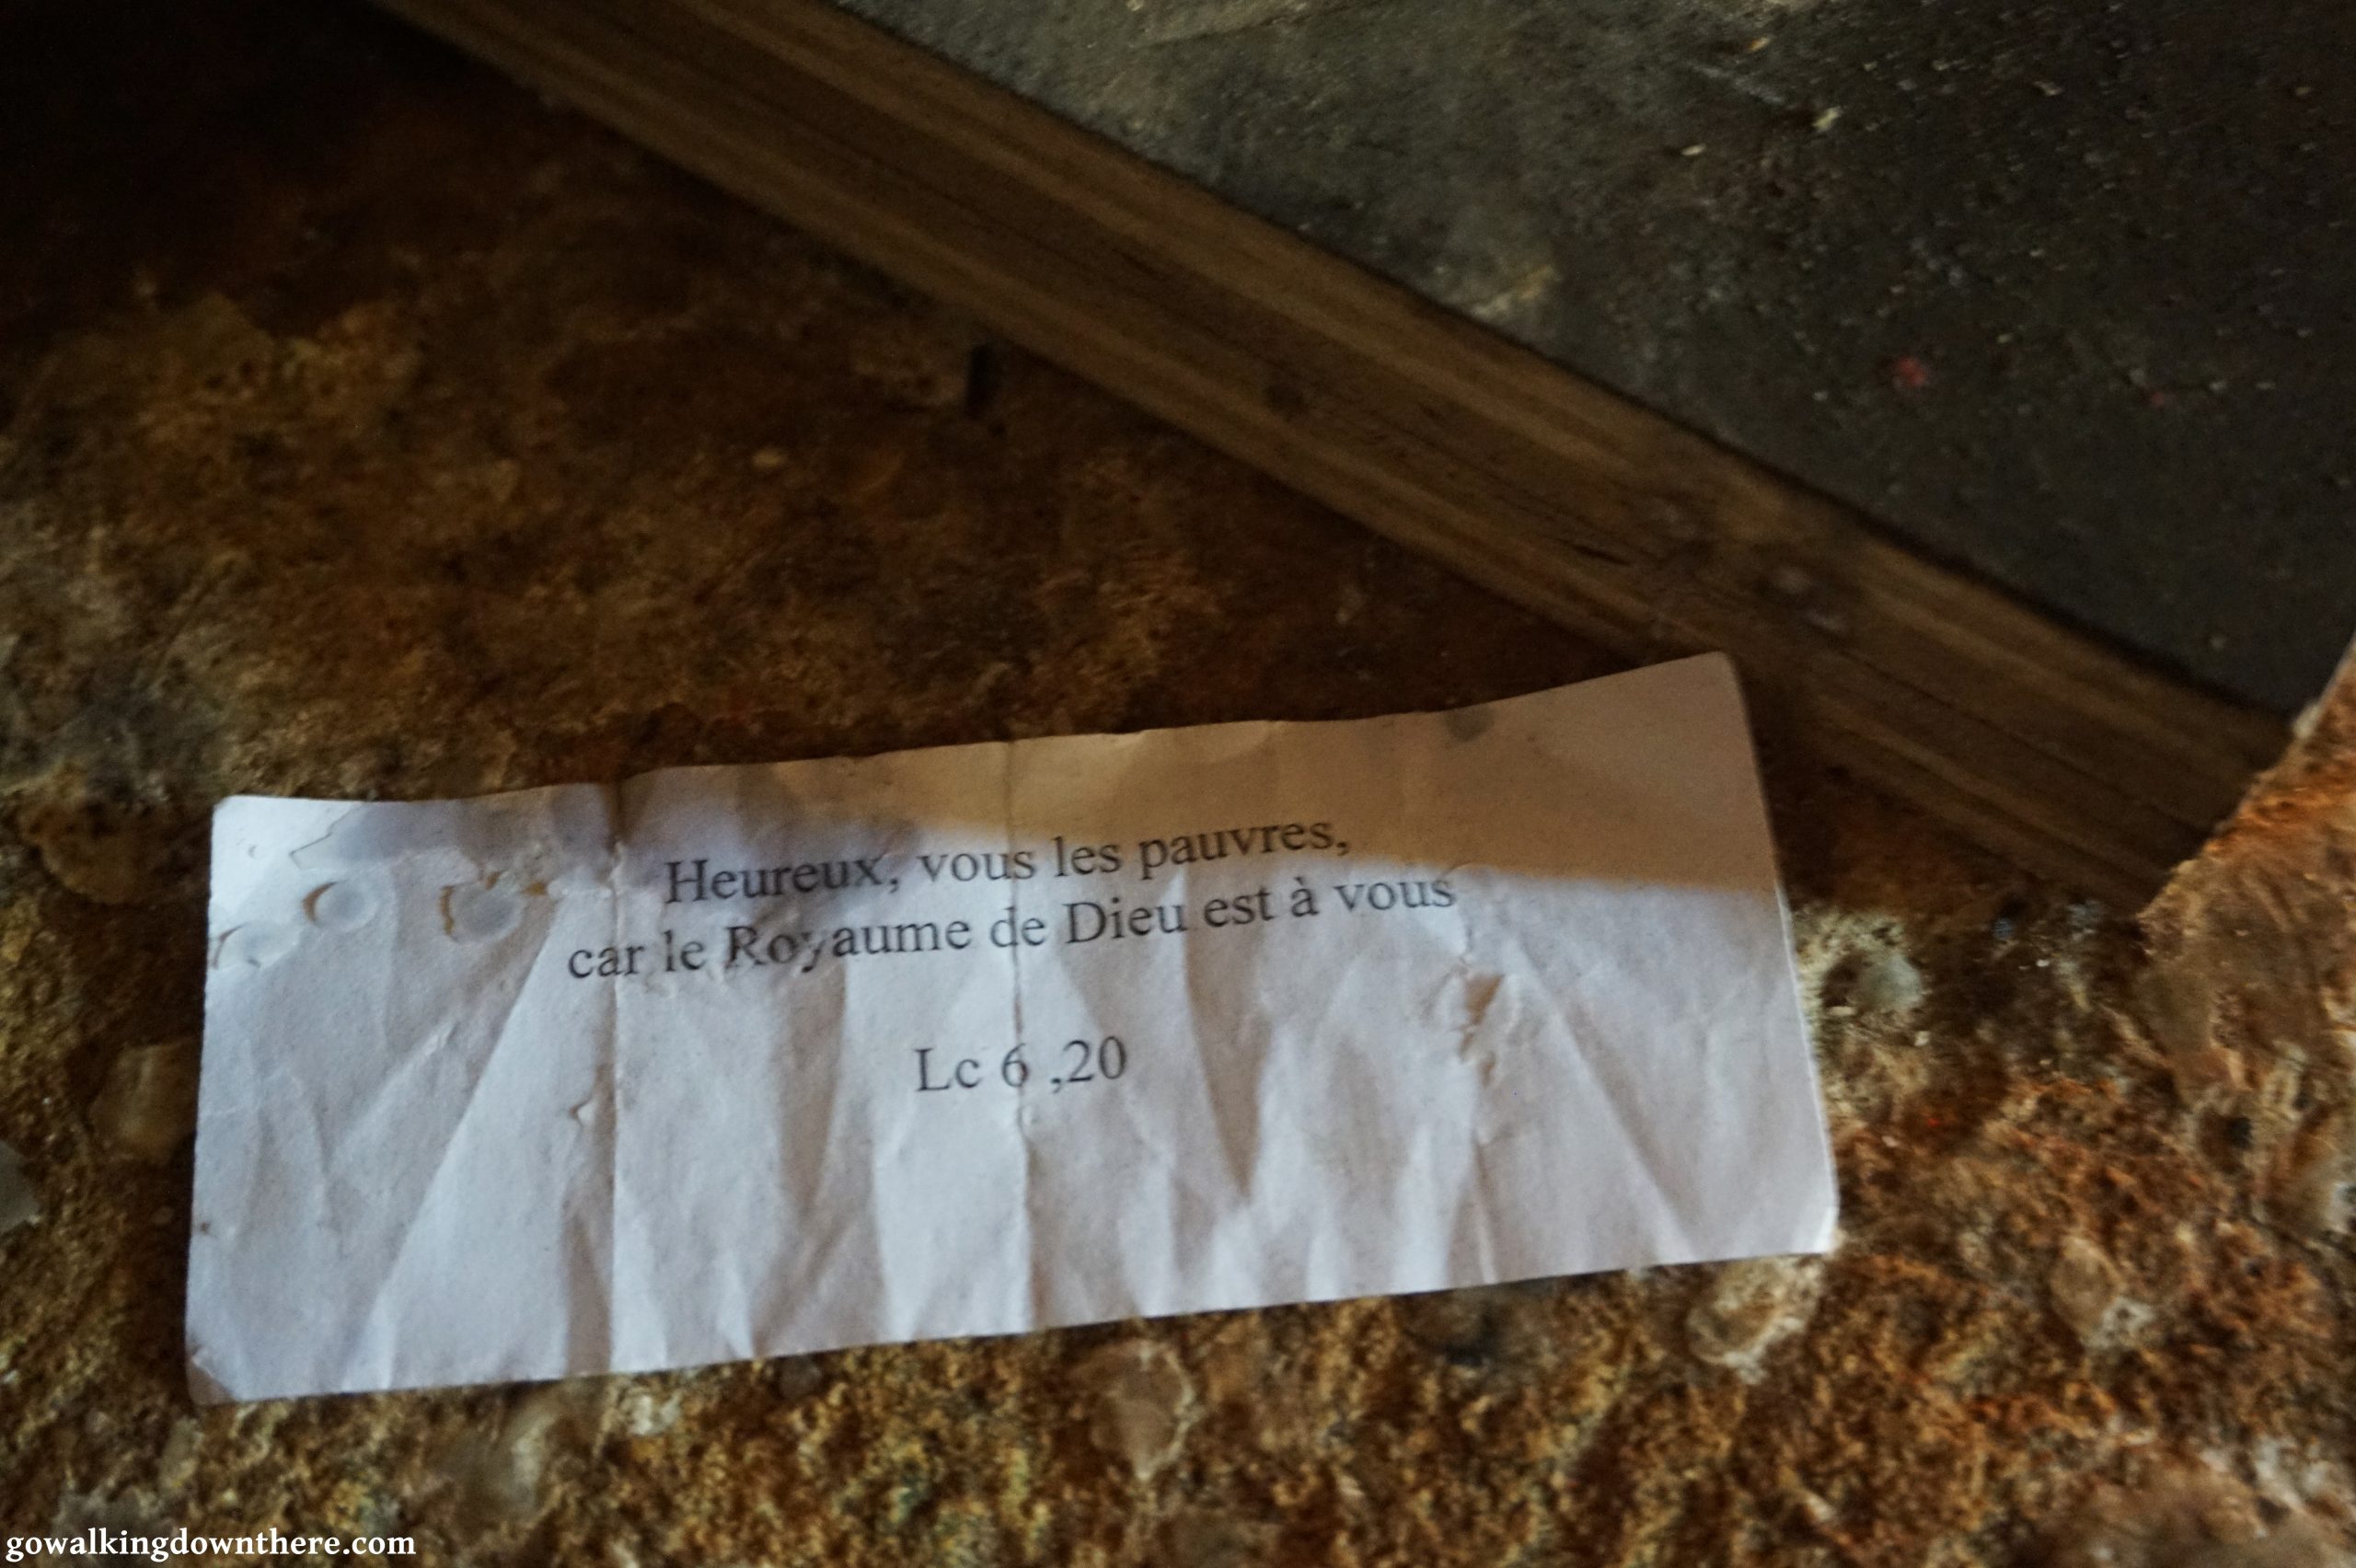 Heureux, vous les pauvres,
car le Royaume de Dieu est à vous
Lc 6 ,20
gowalkingdownthere.com